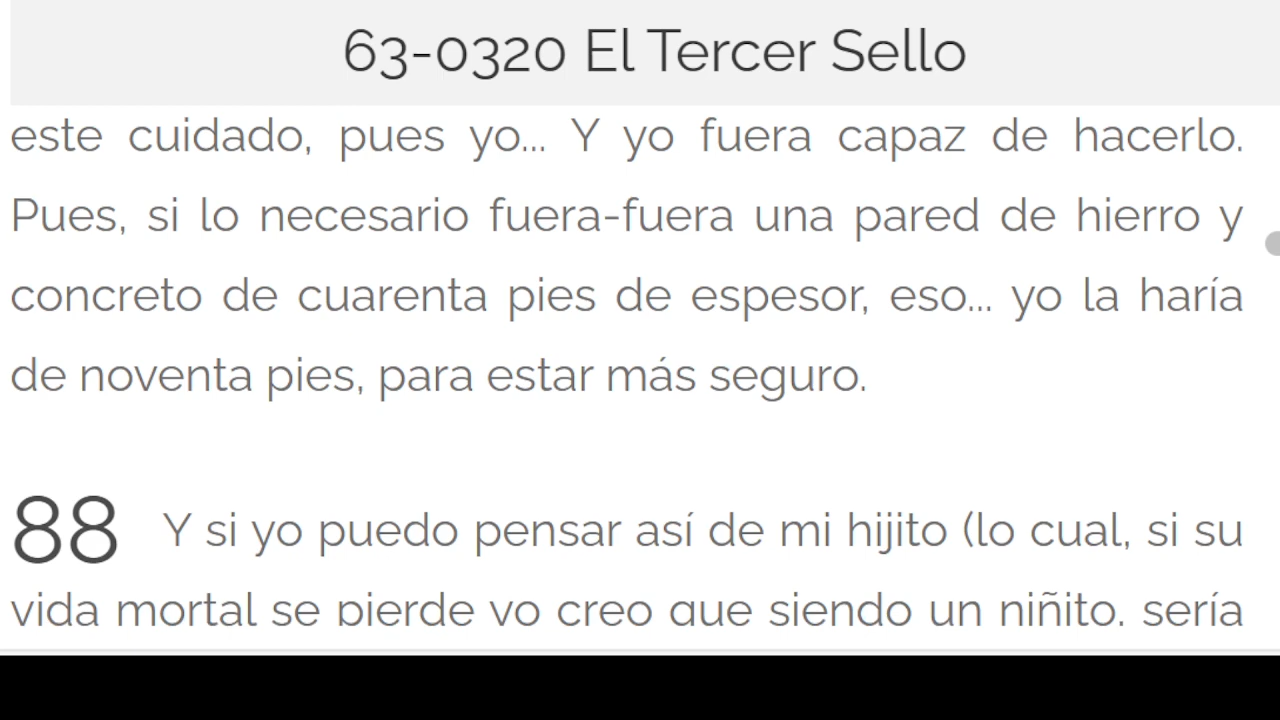 63-0320 El Tercer Sello
este cuidado, pues yo... Y yo fuera capaz de hacerlo.
Pues, si lo necesario fuera-fuera una pared de hierro y
concreto de cuarenta pies de espesor, eso... yo la haría
de noventa pies, para estar más seguro.
88 Y si yo puedo pensar así de mi hijito (lo cual, si su
vida mortal se pierde yo creo que siendo un niñito, sería